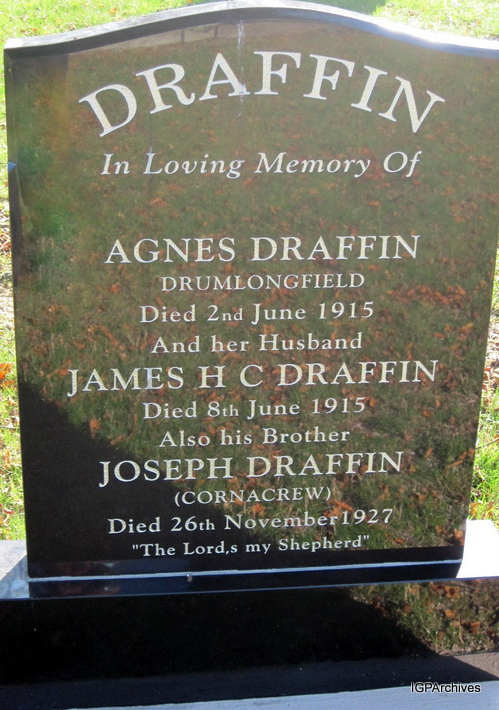 DRAFFIN
In Loving Memory Of
AGNES DRAFFIN
DRUMLONGFIELD
Died 2nd June 1915
And her Husband
JAMES H C DRAFFIN
Died 8th June 1915
Also his Brother
JOSEPH DRAFFIN
(CORNACREW)
Died 26th November1927
"The Lord,s my Shepherd"
IGPArchives